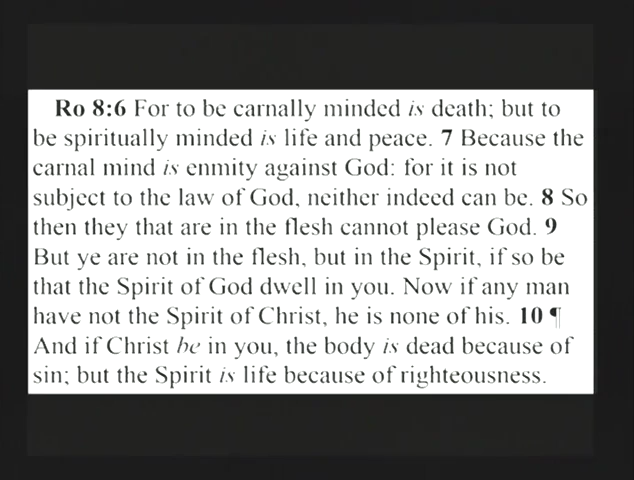 Ro 8:6 For to be carnally minded is death; but to
be spiritually minded is life and peace. 7 Because the
carnal mind is enmity against God: for it is not
subject to the law of God, neither indeed can be. 8 So
then they that are in the flesh cannot please God. 9
But ye are not in the flesh, but in the Spirit, if so be
that the Spirit of God dwell in you. Now if any man
have not the Spirit of Christ, he is none of his. 10 ¶
And if Christ be in you, the body is dead because of
sin; but the Spirit is life because of righteousness.